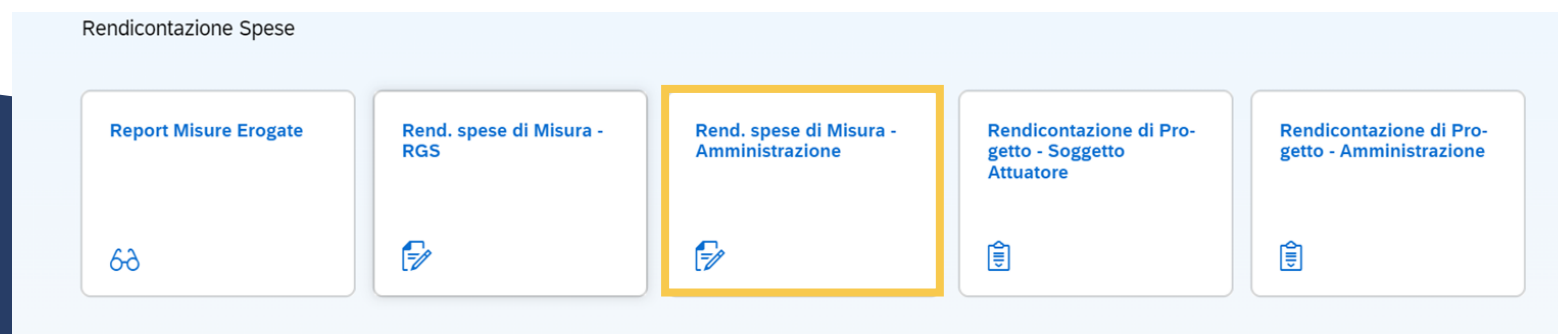 Rendicontazione Spese
Report Misure Erogate
Rend. spese di Misura -
RGS
Rend. spese di Misura -
Amministrazione
Rendicontazione di Pro-
getto - Soggetto
Attuatore
Rendicontazione di Pro-
getto - Amministrazione